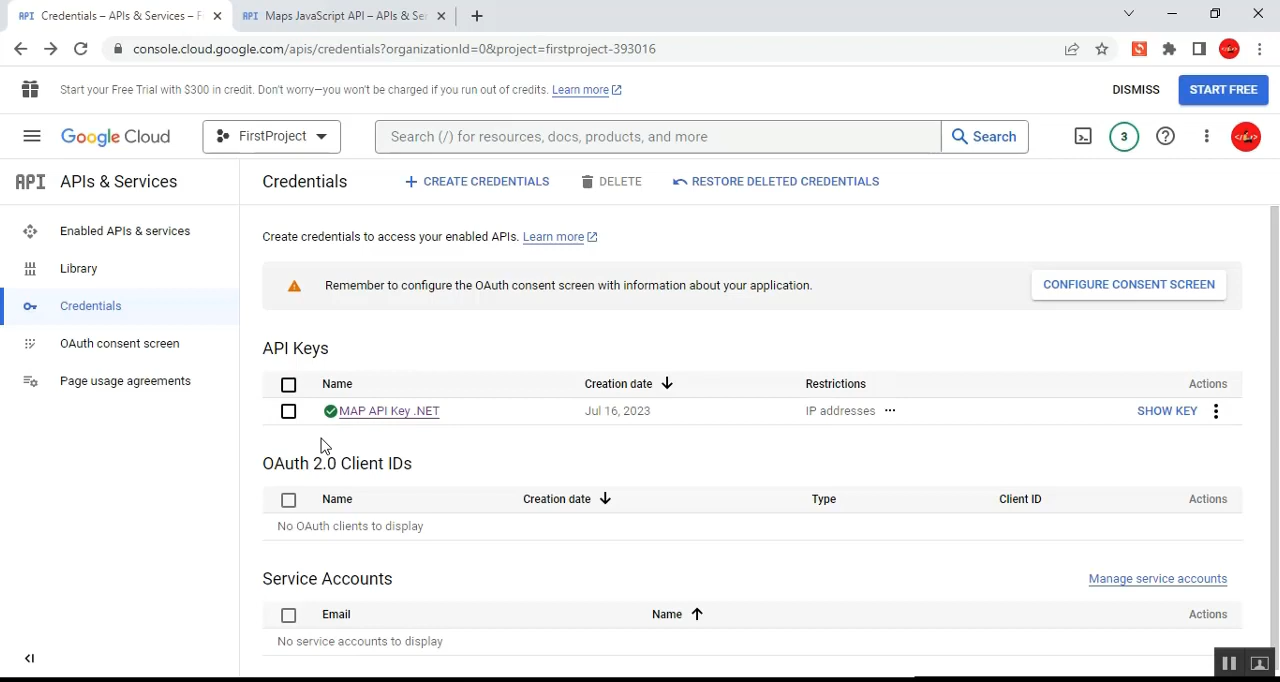 API Credentials – APIs & Services – F
API Maps JavaScript API – APIs & Ser
console.cloud.google.com/apis/credentials?organizationId=0&project=firstproject-393016
Start your Free Trial with $300 in credit. Don't worry—you won't be charged if you run out of credits. Learn more
DISMISS
START FREE
Google Cloud
FirstProject
Search (/) for resources, docs, products, and more
Search
3
API APIs & Services
Credentials
+ CREATE CREDENTIALS
DELETE
RESTORE DELETED CREDENTIALS
Enabled APIs & services
Library
Credentials
OAuth consent screen
Page usage agreements
Create credentials to access your enabled APIs. Learn more
Remember to configure the OAuth consent screen with information about your application.
CONFIGURE CONSENT SCREEN
API Keys
Name Creation date Restrictions Actions
MAP API Key .NET Jul 16, 2023 IP addresses ... SHOW KEY
OAuth 2.0 Client IDs
Name Creation date Type Client ID Actions
No OAuth clients to display
Service Accounts
Manage service accounts
Email Name Actions
No service accounts to display